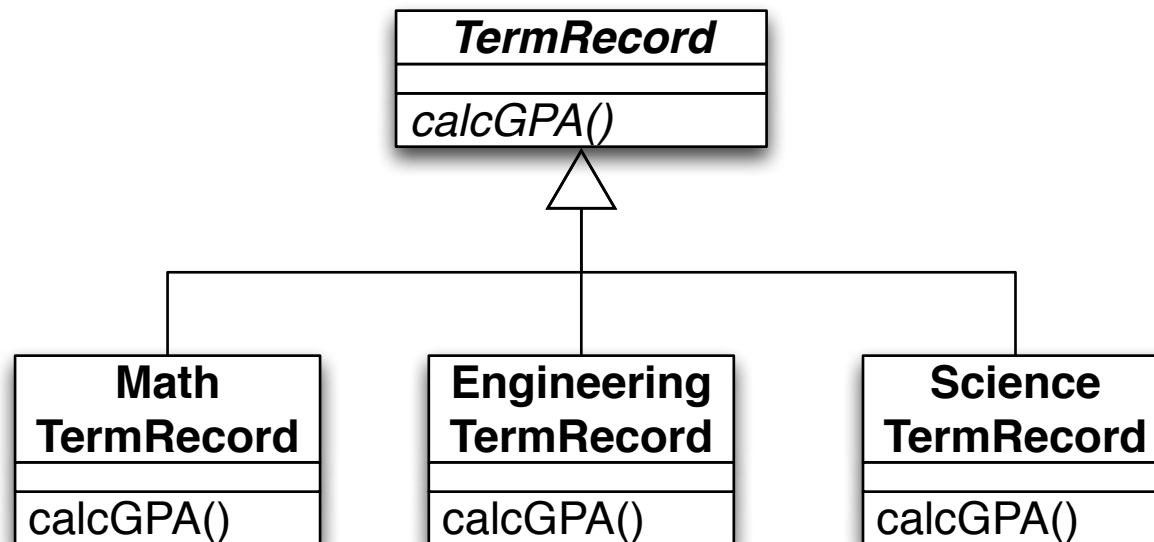 TermRecord
calcGPA()
Math
TermRecord
calcGPA()
Engineering
TermRecord
calcGPA()
Science
TermRecord
calcGPA()